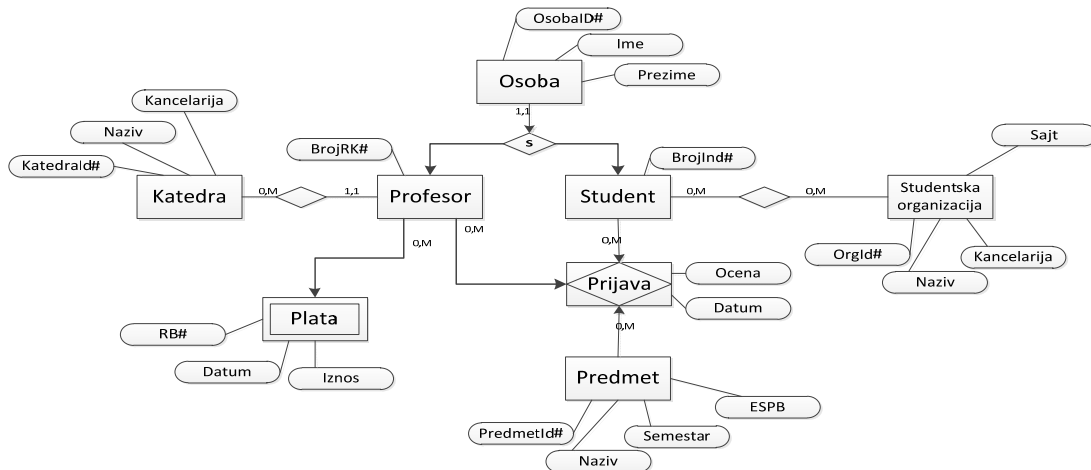 OsobaID#
Ime
Osoba
Prezime
1,1
Kancelarija
Naziv
KatedraId#
BrojRK#
s
BrojInd#
Sajt
Katedra
0,M
1,1
Profesor
Student
0,M
0,M
Studentska
organizacija
0,M
0,M
0,M
OrgId#
Kancelarija
Naziv
Prijava
Ocena
Datum
Plata
RB#
Datum
Iznos
0,M
Predmet
ESPB
PredmetId#
Semestar
Naziv